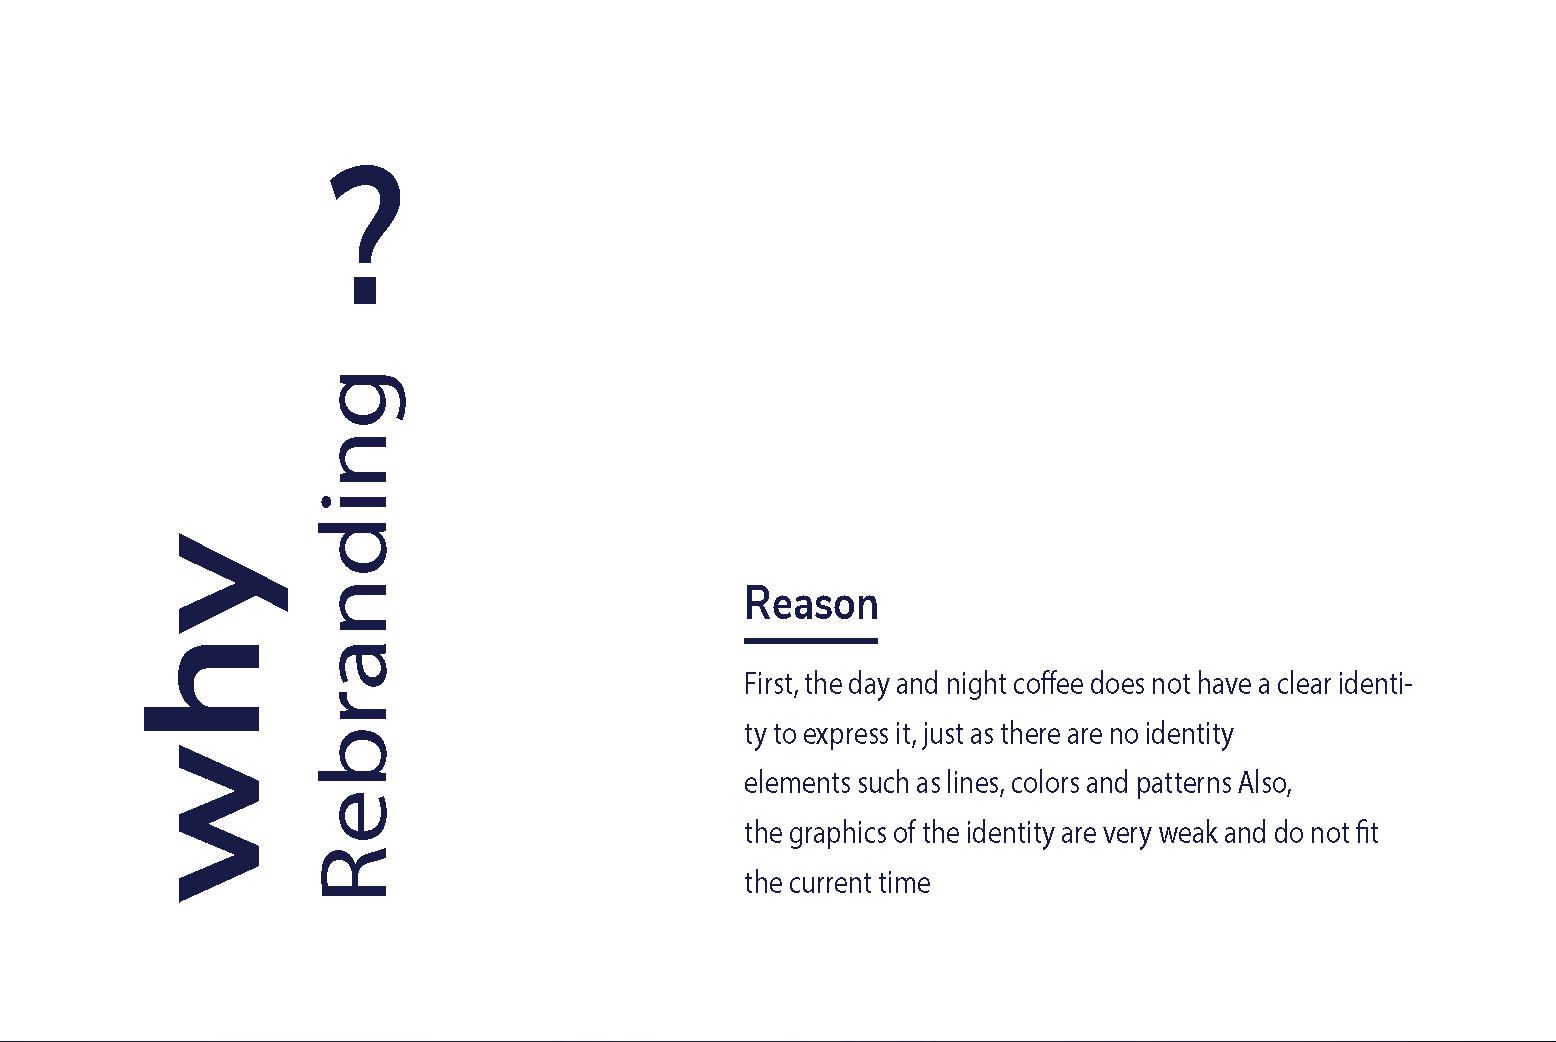 why
Rebranding ?
Reason
First, the day and night coffee does not have a clear identi-
ty to express it, just as there are no identity
elements such as lines, colors and patterns Also,
the graphics of the identity are very weak and do not fit
the current time